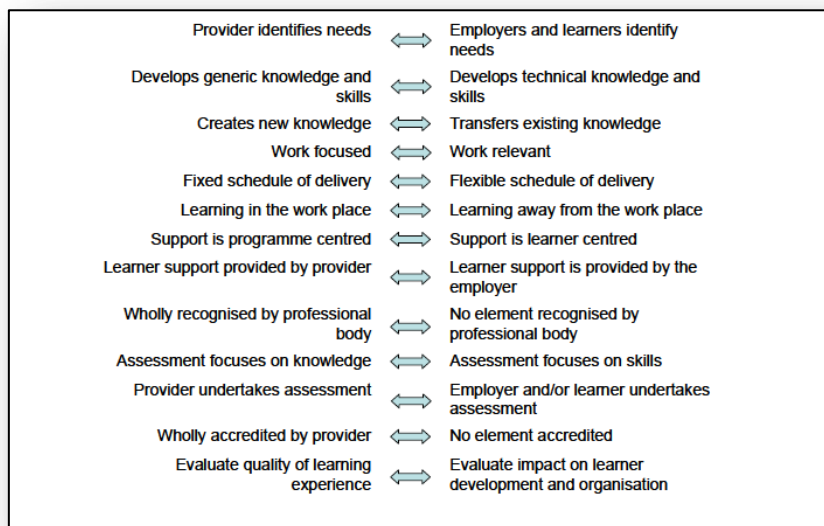 Provider identifies needs
Employers and learners identify
needs
Develops generic knowledge and
skills
Develops technical knowledge and
skills
Creates new knowledge
Transfers existing knowledge
Work focused
Work relevant
Fixed schedule of delivery
Flexible schedule of delivery
Learning in the work place
Learning away from the work place
Support is programme centred
Support is learner centred
Learner support provided by provider
Learner support is provided by the
employer
Wholly recognised by professional
body
No element recognised by
professional body
Assessment focuses on knowledge
Assessment focuses on skills
Provider undertakes assessment
Employer and/or learner undertakes
assessment
Wholly accredited by provider
No element accredited
Evaluate quality of learning
experience
Evaluate impact on learner
development and organisation